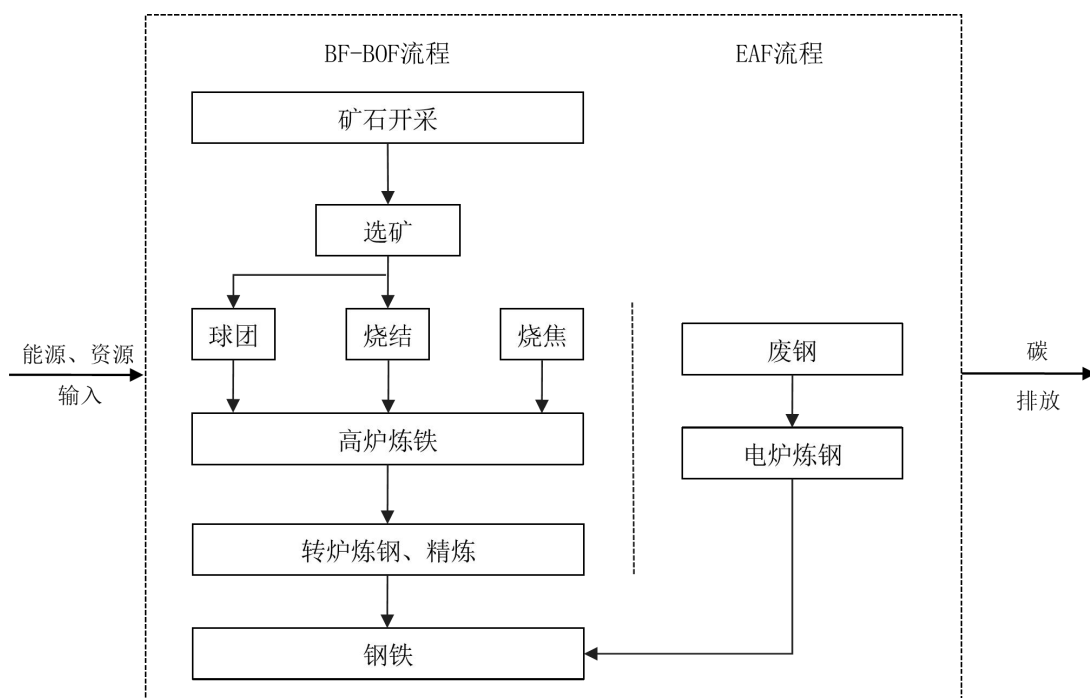 BF-BOF流程
EAF流程
矿石开采
选矿
球团
烧结
烧焦
能源、资源
输入
废钢
碳
排放
高炉炼铁
电炉炼钢
转炉炼钢、精炼
钢铁